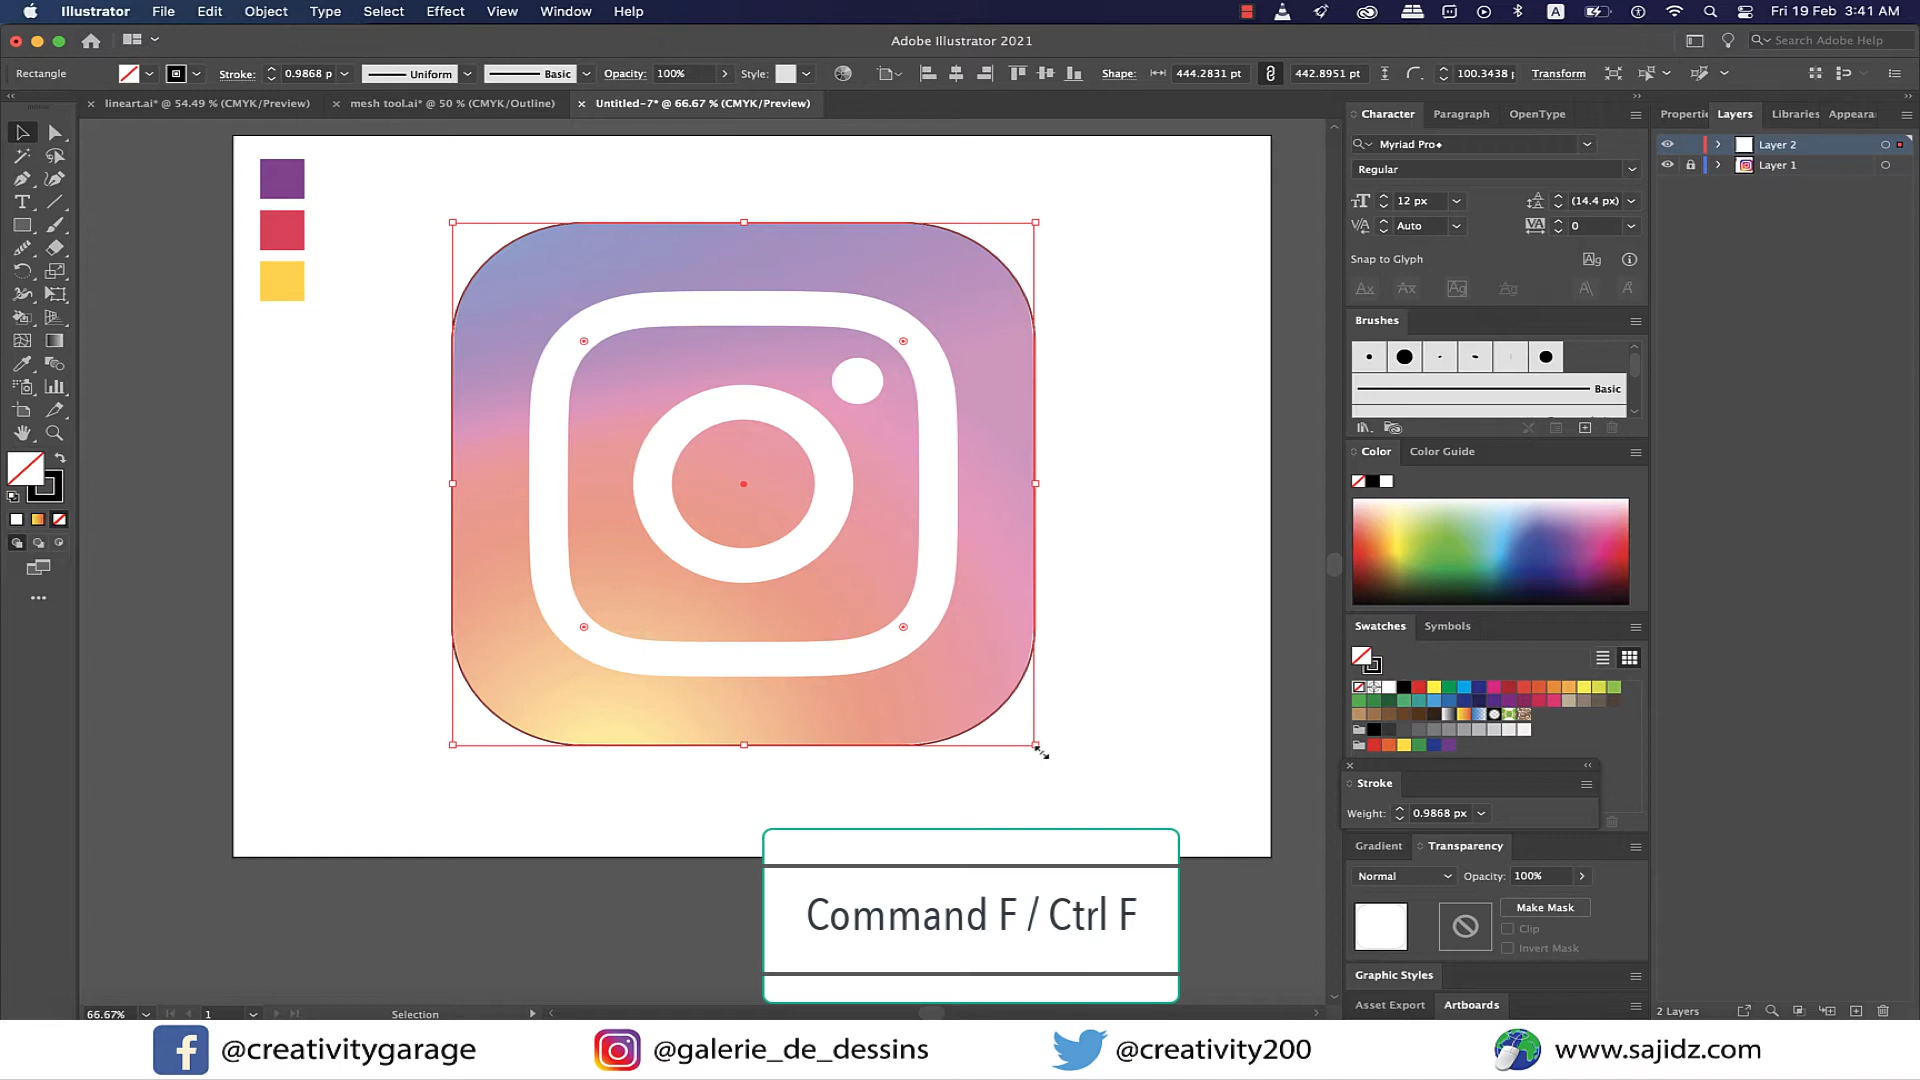 Illustrator File Edit Object Type Select Effect View Window Help A Fri 19 Feb 3:41 AM
Adobe Illustrator 2021 Search Adobe Help
Rectangle Stroke: 0.9868 p Uniform Basic Opacity: 100% Style: Shape: 444.2831 pt 442.8951 pt 100.3438 Transform
lineart.ai* @ 54.49 % (CMYK/Preview) mesh tool.ai* @ 50 % (CMYK/Outline) Untitled-7* @ 66.67 % (CMYK/Preview)
Character Paragraph OpenType
Properti Layers Libraries Appeara
Myriad Pro
Layer 2
Regular
Layer 1
12 px (14.4 px)
Auto 0
Snap to Glyph
Brushes
Basic
Color Color Guide
Swatches Symbols
Stroke
Weight: 0.9868 px
Gradient Transparency
Normal Opacity: 100%
Make Mask
Clip
Invert Mask
Graphic Styles
Asset Export Artboards
2 Layers
Command F / Ctrl F
66.67% 1 Selection
@creativitygarage @galerie_de_dessins @creativity200 www.sajidz.com